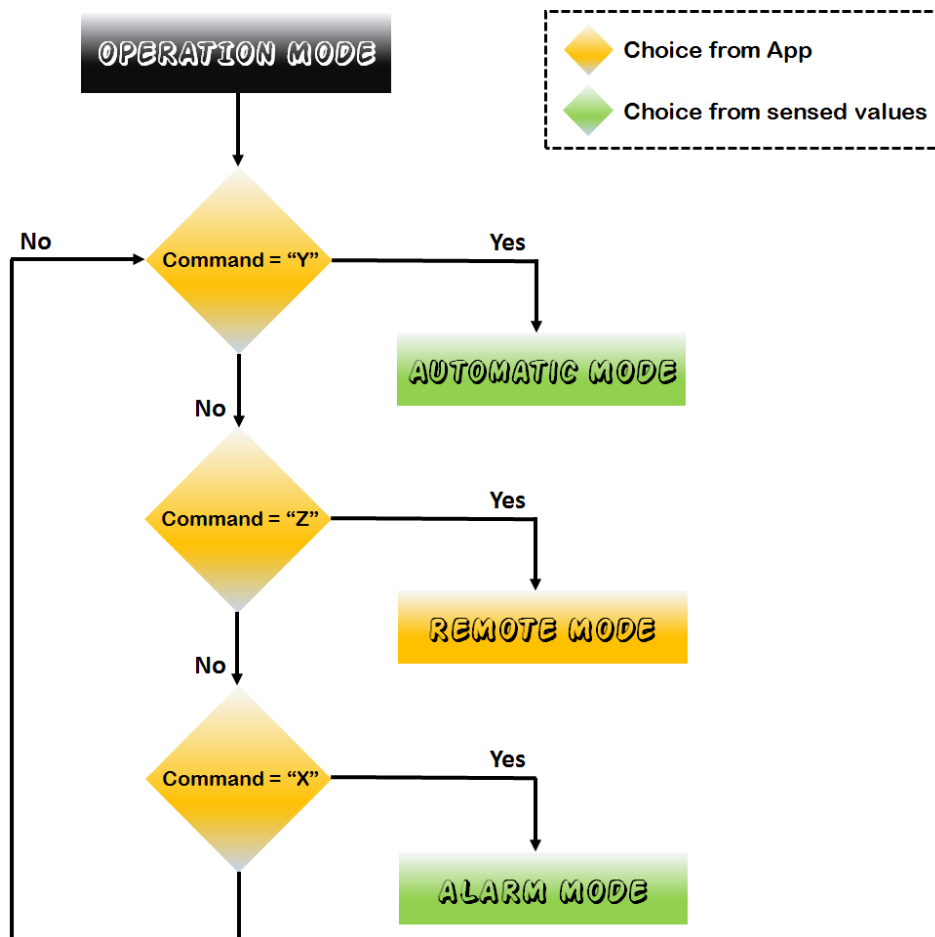 OPERATION MODE
Choice from App
Choice from sensed values
No
Yes
Command = “Y”
AUTOMATIC MODE
No
Yes
Command = “Z”
REMOTE MODE
No
Yes
Command = “X”
ALARM MODE